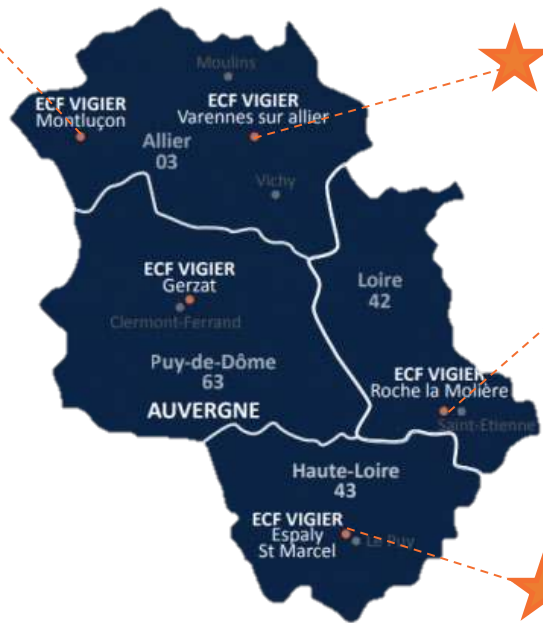 Moulins
ECF VIGIER
Montluçon
ECF VIGIER
Varennes sur allier
Allier
03
Vichy
ECF VIGIER
Gerzat
Clermont-Ferrand
Loire
42
Puy-de-Dôme
63
AUVERGNE
ECF VIGIER
Roche la Molière
Saint-Etienne
Haute-Loire
43
ECF VIGIER
Espaly
St Marcel
Le Puy